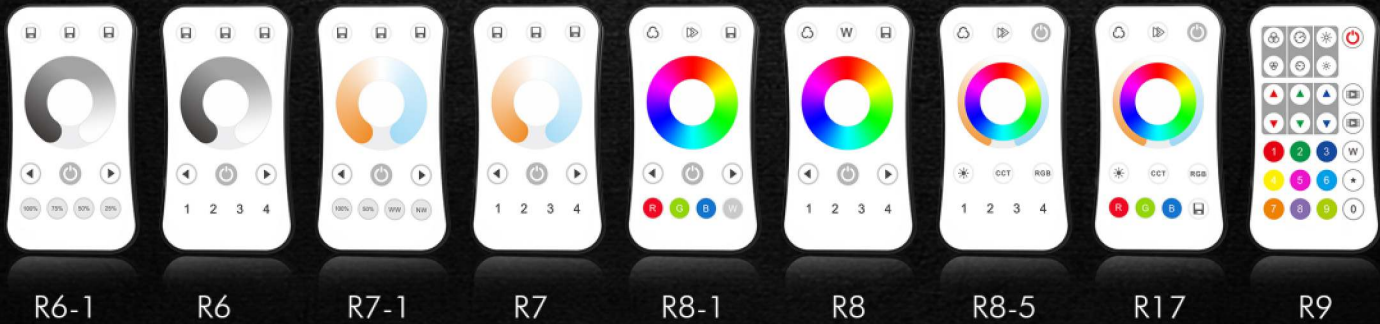 W
100% 75% 50% 25%
1 2 3 4
100% 50% WW NW
1 2 3 4
R G B W
1 2 3 4
CCT RGB
1 2 3 4
CCT RGB
R G B
1 2 3 W
4 5 6
7 8 9 0
R6-1 R6 R7-1 R7 R8-1 R8 R8-5 R17 R9